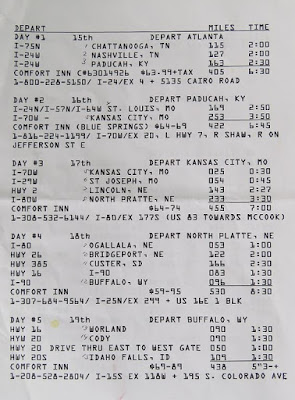 DEPART MILES TIME
DAY #1 15th DEPART ATLANTA
I-75N CHATTANOOGA, TN 115 2:00
I-24W NASHVILLE, TN 127 2:00
I-24W PADUCAH, KY 163 2:30
COMFORT INN C#63014926 $63.99+TAX 405 6:30
1-800-228-5150/ I-24/EX 4 + 5135 CAIRO ROAD
DAY #2 16th DEPART PADUCAH, KY
I-24N/I-57N/I-64W ST. LOUIS, MO 169 2:50
I-70W - KANSAS CITY, MO 253 3:50
COMFORT INN (BLUE SPRINGS) $64-69 422 6:45
1-816-224-1199/ I-70W/EX 20, L HWY 7, R SHAW, R ON
JEFFERSON ST E
DAY #3 17th DEPART KANSAS CITY, MO
I-70W KANSAS CITY, MO 025 0:30
I-29W ST JOSEPH, MO 054 0:45
HWY 2 LINCOLN, NE 143 2:27
I-80W NORTH PRATTE, NE 233 3:30
COMFORT INN $64-74 455 7:00
1-308-532-6144/ I-80/EX 177S (US 83 TOWARDS MCCOOK)
DAY #4 18th DEPART NORTH PLATTE, NE
I-80 OGALLALA, NE 053 1:00
HWY 26 BRIDGEPORT, NE 122 2:00
HWY 385 CUSTER, SD 166 2:30
HWY 16 I-90 083 1:30
I-90 BUFFALO, WY 096 1:30
COMFORT INN $59-95 530 8:30
1-307-684-9564/ I-25N/EX 299 + US 16E 1 BLK
DAY #5 19th DEPART BUFFALO, WY
HWY 16 WORLAND 090 1:30
HYW 20 CODY 090 1:30
HWY 20 DRIVE THRU EAST TO WEST GATE 050 1:00
HWY 20S IDAHO FALLS, ID 109 1:30
COMFORT INN $69-89 438 5"3-+
1-208-528-2804/ I-15S EX 118W + 195 S. COLORADO AVE